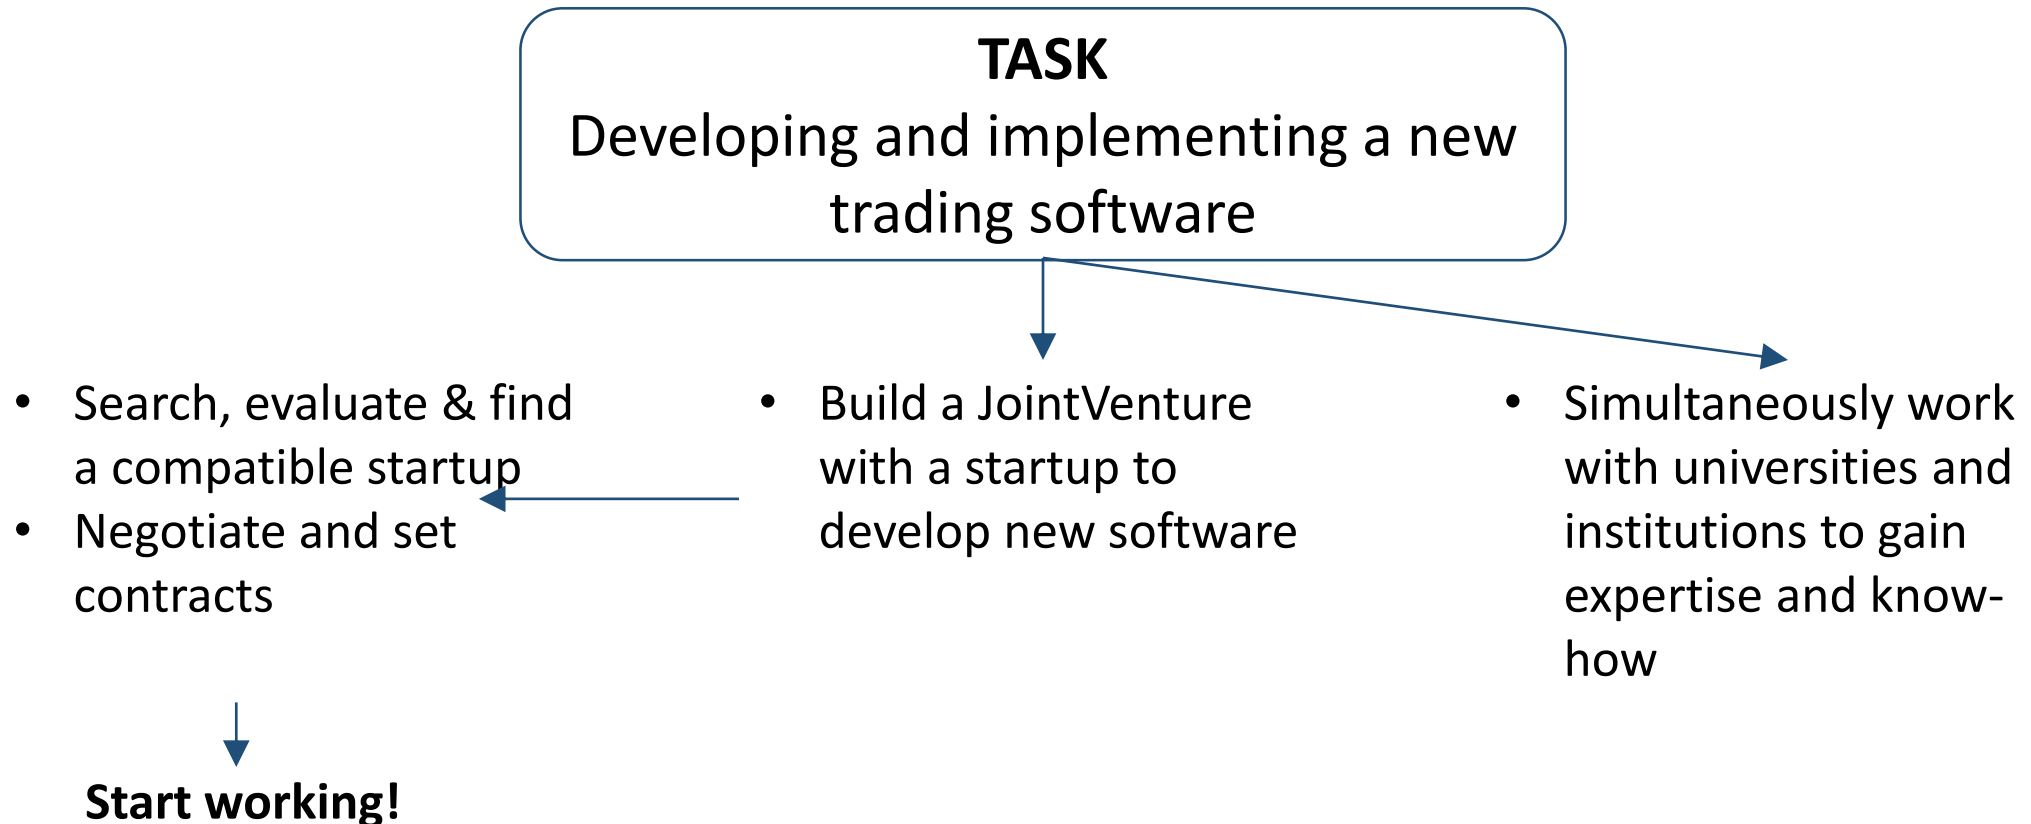 TASK
Developing and implementing a new
trading software
• Search, evaluate & find
a compatible startup
• Negotiate and set
contracts
• Build a JointVenture
with a startup to
develop new software
• Simultaneously work
with universities and
institutions to gain
expertise and know-
how
Start working!